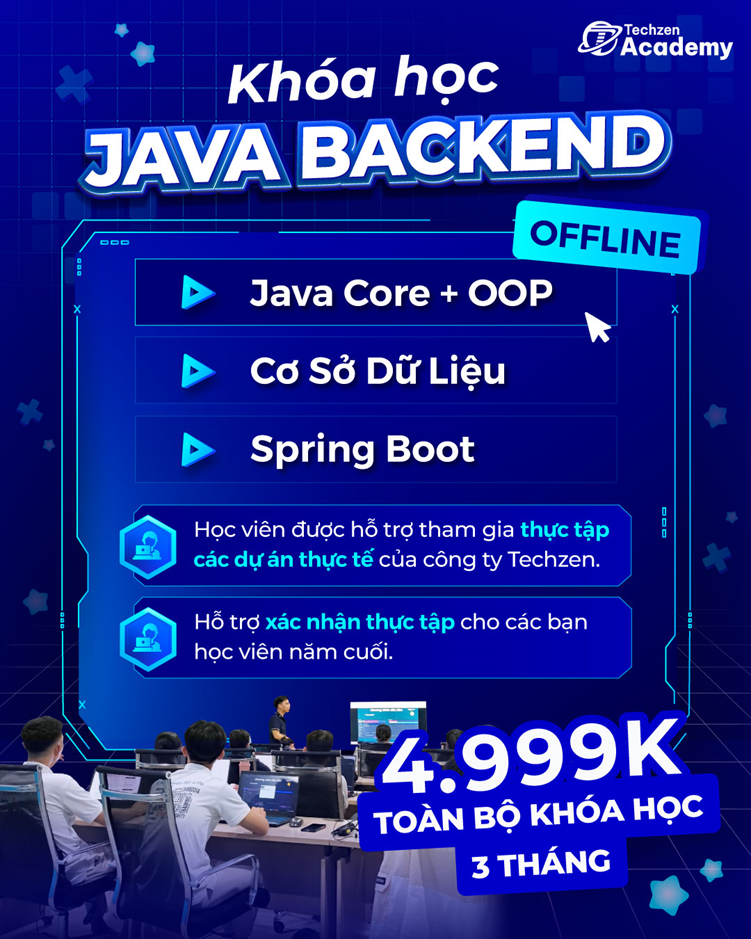 Techzen
Academy
Khóa học
JAVA BACKEND
OFFLINE
Java Core + OOP
Cơ Sở Dữ Liệu
Spring Boot
Học viên được hỗ trợ tham gia thực tập
các dự án thực tế của công ty Techzen.
Hỗ trợ xác nhận thực tập cho các bạn
học viên năm cuối.
4.999K
TOÀN BỘ KHÓA HỌC
3 THÁNG